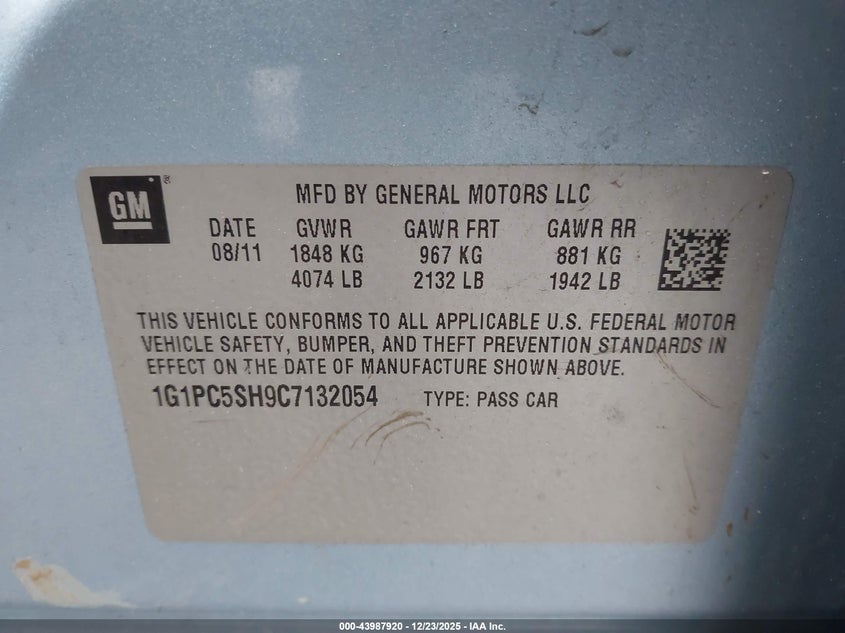 GM
MFD BY GENERAL MOTORS LLC
DATE GVWR GAWR FRT GAWR RR
08/11 1848 KG 967 KG 881 KG
4074 LB 2132 LB 1942 LB
THIS VEHICLE CONFORMS TO ALL APPLICABLE U.S. FEDERAL MOTOR
VEHICLE SAFETY, BUMPER, AND THEFT PREVENTION STANDARDS IN
EFFECT ON THE DATE OF MANUFACTURE SHOWN ABOVE.
1G1PC5SH9C7132054 TYPE: PASS CAR
000-43987920 - 12/23/2025 - IAA Inc.